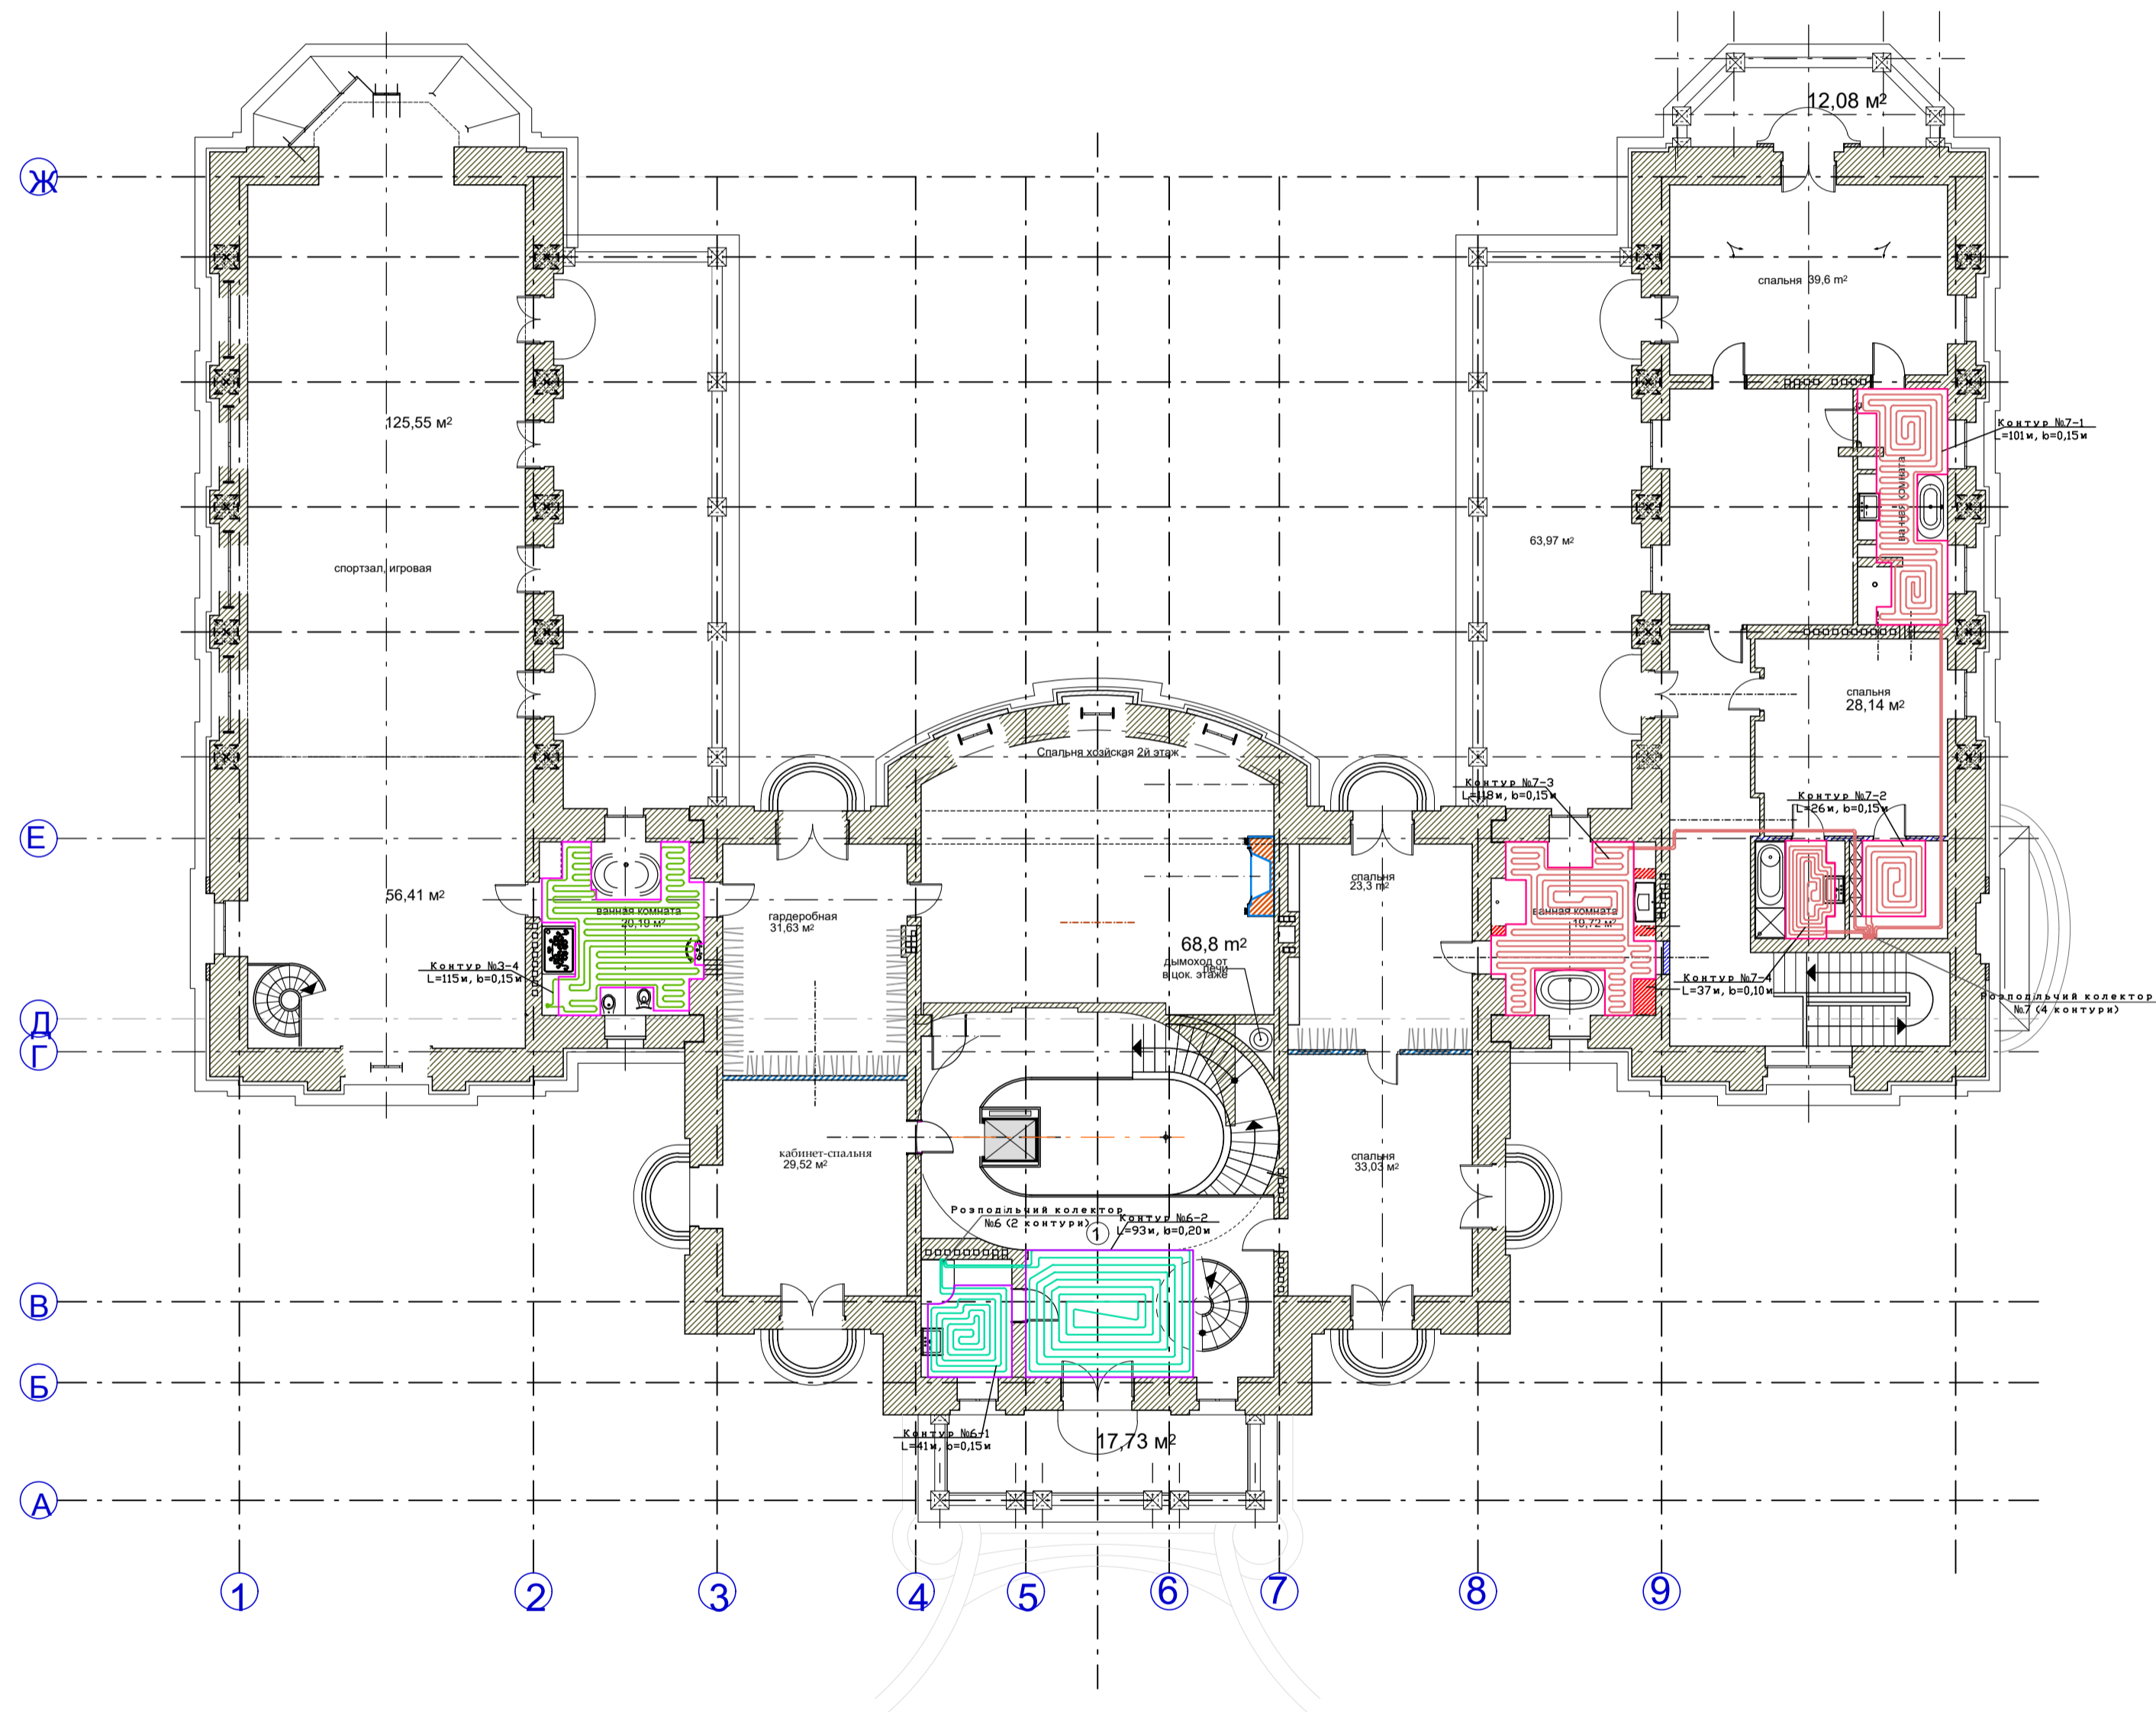 12,08 м²
Ж
спальня 39,6 m²
125,55 м²
Контур №7-1
L=101м, b=0,15м
ванная комната
63,97 м²
спортзал, игровая
спальня
28,14 м²
Спальня хозйская 2й этаж
Контур №7-3
L=118м, b=0,15м
Контур №7-2
L=26м, b=0,15м
Е
56,41 м²
ванная комната
20,19 м²
гардеробная
31,63 м²
спальня
23,3 m²
ванная комната
19,72 м²
68,8 m²
дымоход от
печи
в цок. этаже
Контур №3-4
L=115м, b=0,15м
Контур №7-4
L=37м, b=0,10м
Розподільчий колектор
№7 (4 контури)
Д
Г
кабинет-спальня
29,52 м²
спальня
33,03 м²
Розподільчий колектор
№6 (2 контури)
Контур №6-2
L=93м, b=0,20м
1
В
Б
Контур №6-1
L=41м, b=0,15м
17,73 м²
А
1
2
3
4
5
6
7
8
9